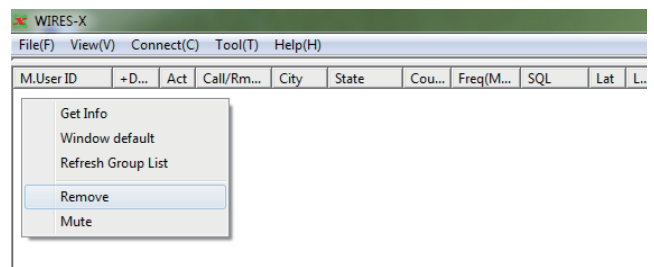 WIRES-X
File(F) View(V) Connect(C) Tool(T) Help(H)
M.User ID +D... Act Call/Rm... City State Cou... Freq(M... SQL Lat L..
Get Info
Window default
Refresh Group List
Remove
Mute